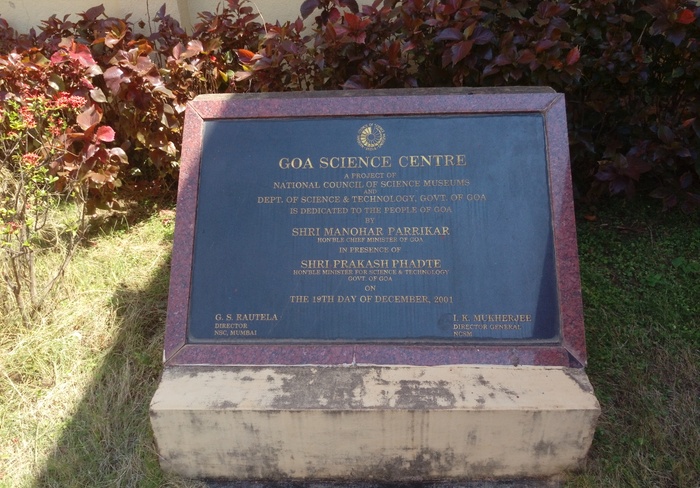 GOA SCIENCE CENTRE
A PROJECT OF
NATIONAL COUNCIL OF SCIENCE MUSEUMS
AND
DEPT. OF SCIENCE & TECHNOLOGY, GOVT. OF GOA
IS DEDICATED TO THE PEOPLE OF GOA
BY
SHRI MANOHAR PARRIKAR
HON'BLE CHIEF MINISTER OF GOA
IN PRESENCE OF
SHRI PRAKASH PHADTE
HON'BLE MINISTER FOR SCIENCE & TECHNOLOGY
GOVT. OF GOA
ON
THE 19TH DAY OF DECEMBER, 2001
G. S. RAUTELA
DIRECTOR
NSC, MUMBAI
I. K. MUKHERJEE
DIRECTOR GENERAL
NCSM